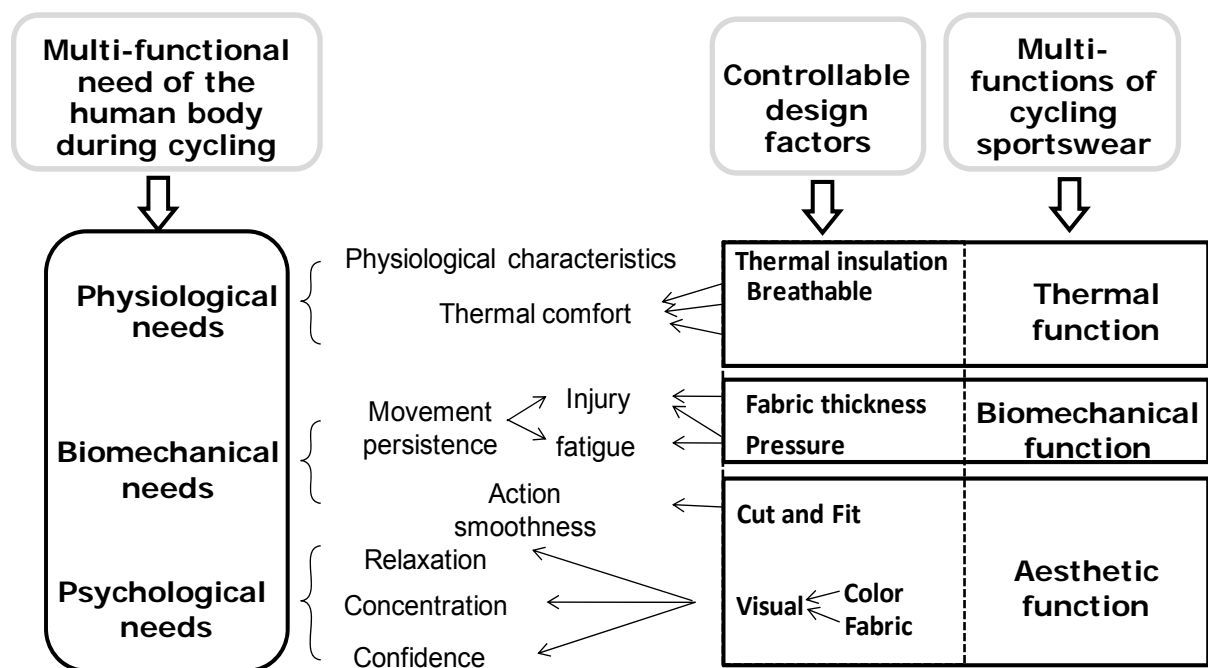 Multi-functional
need of the
human body
during cycling
Controllable
design
factors
Multi-
functions of
cycling
sportswear
Physiological
needs
Physiological characteristics
Thermal comfort
Thermal insulation
Breathable
Thermal
function
Biomechanical
needs
Movement
persistence
Injury
fatigue
Action
smoothness
Fabric thickness
Pressure
Biomechanical
function
Cut and Fit
Psychological
needs
Relaxation
Concentration
Confidence
Visual
Color
Fabric
Aesthetic
function